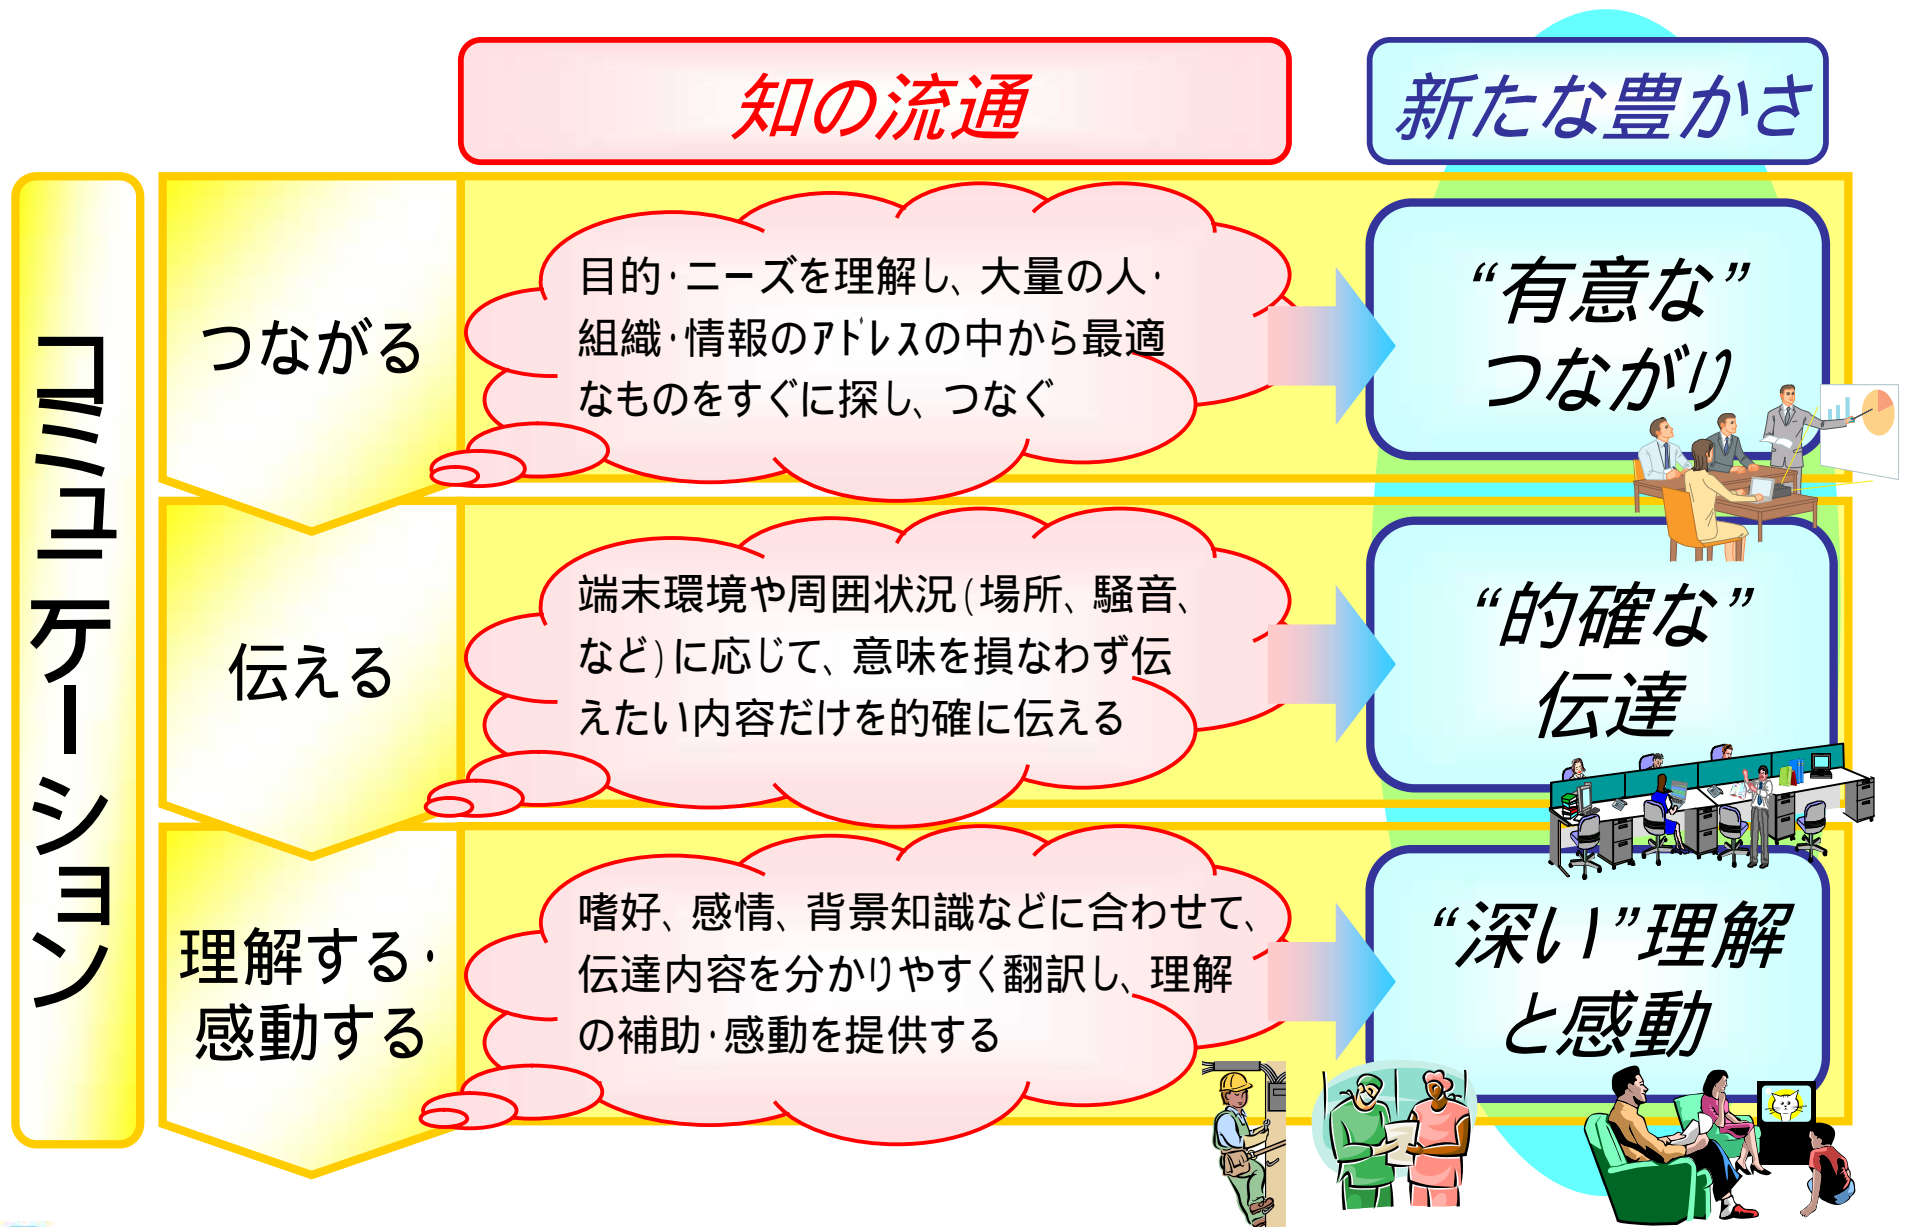 知の流通
新たな豊かさ
コミュニケーション
つながる
目的・ニーズを理解し、大量の人・
組織・情報のｱﾄﾞﾚｽの中から最適
なものをすぐに探し、つなぐ
“有意な”
つながり
伝える
端末環境や周囲状況(場所、騒音、
など)に応じて、意味を損なわず伝
えたい内容だけを的確に伝える
“的確な”
伝達
理解する・
感動する
嗜好、感情、背景知識などに合わせて、
伝達内容を分かりやすく翻訳し、理解
の補助・感動を提供する
“深い”理解
と感動